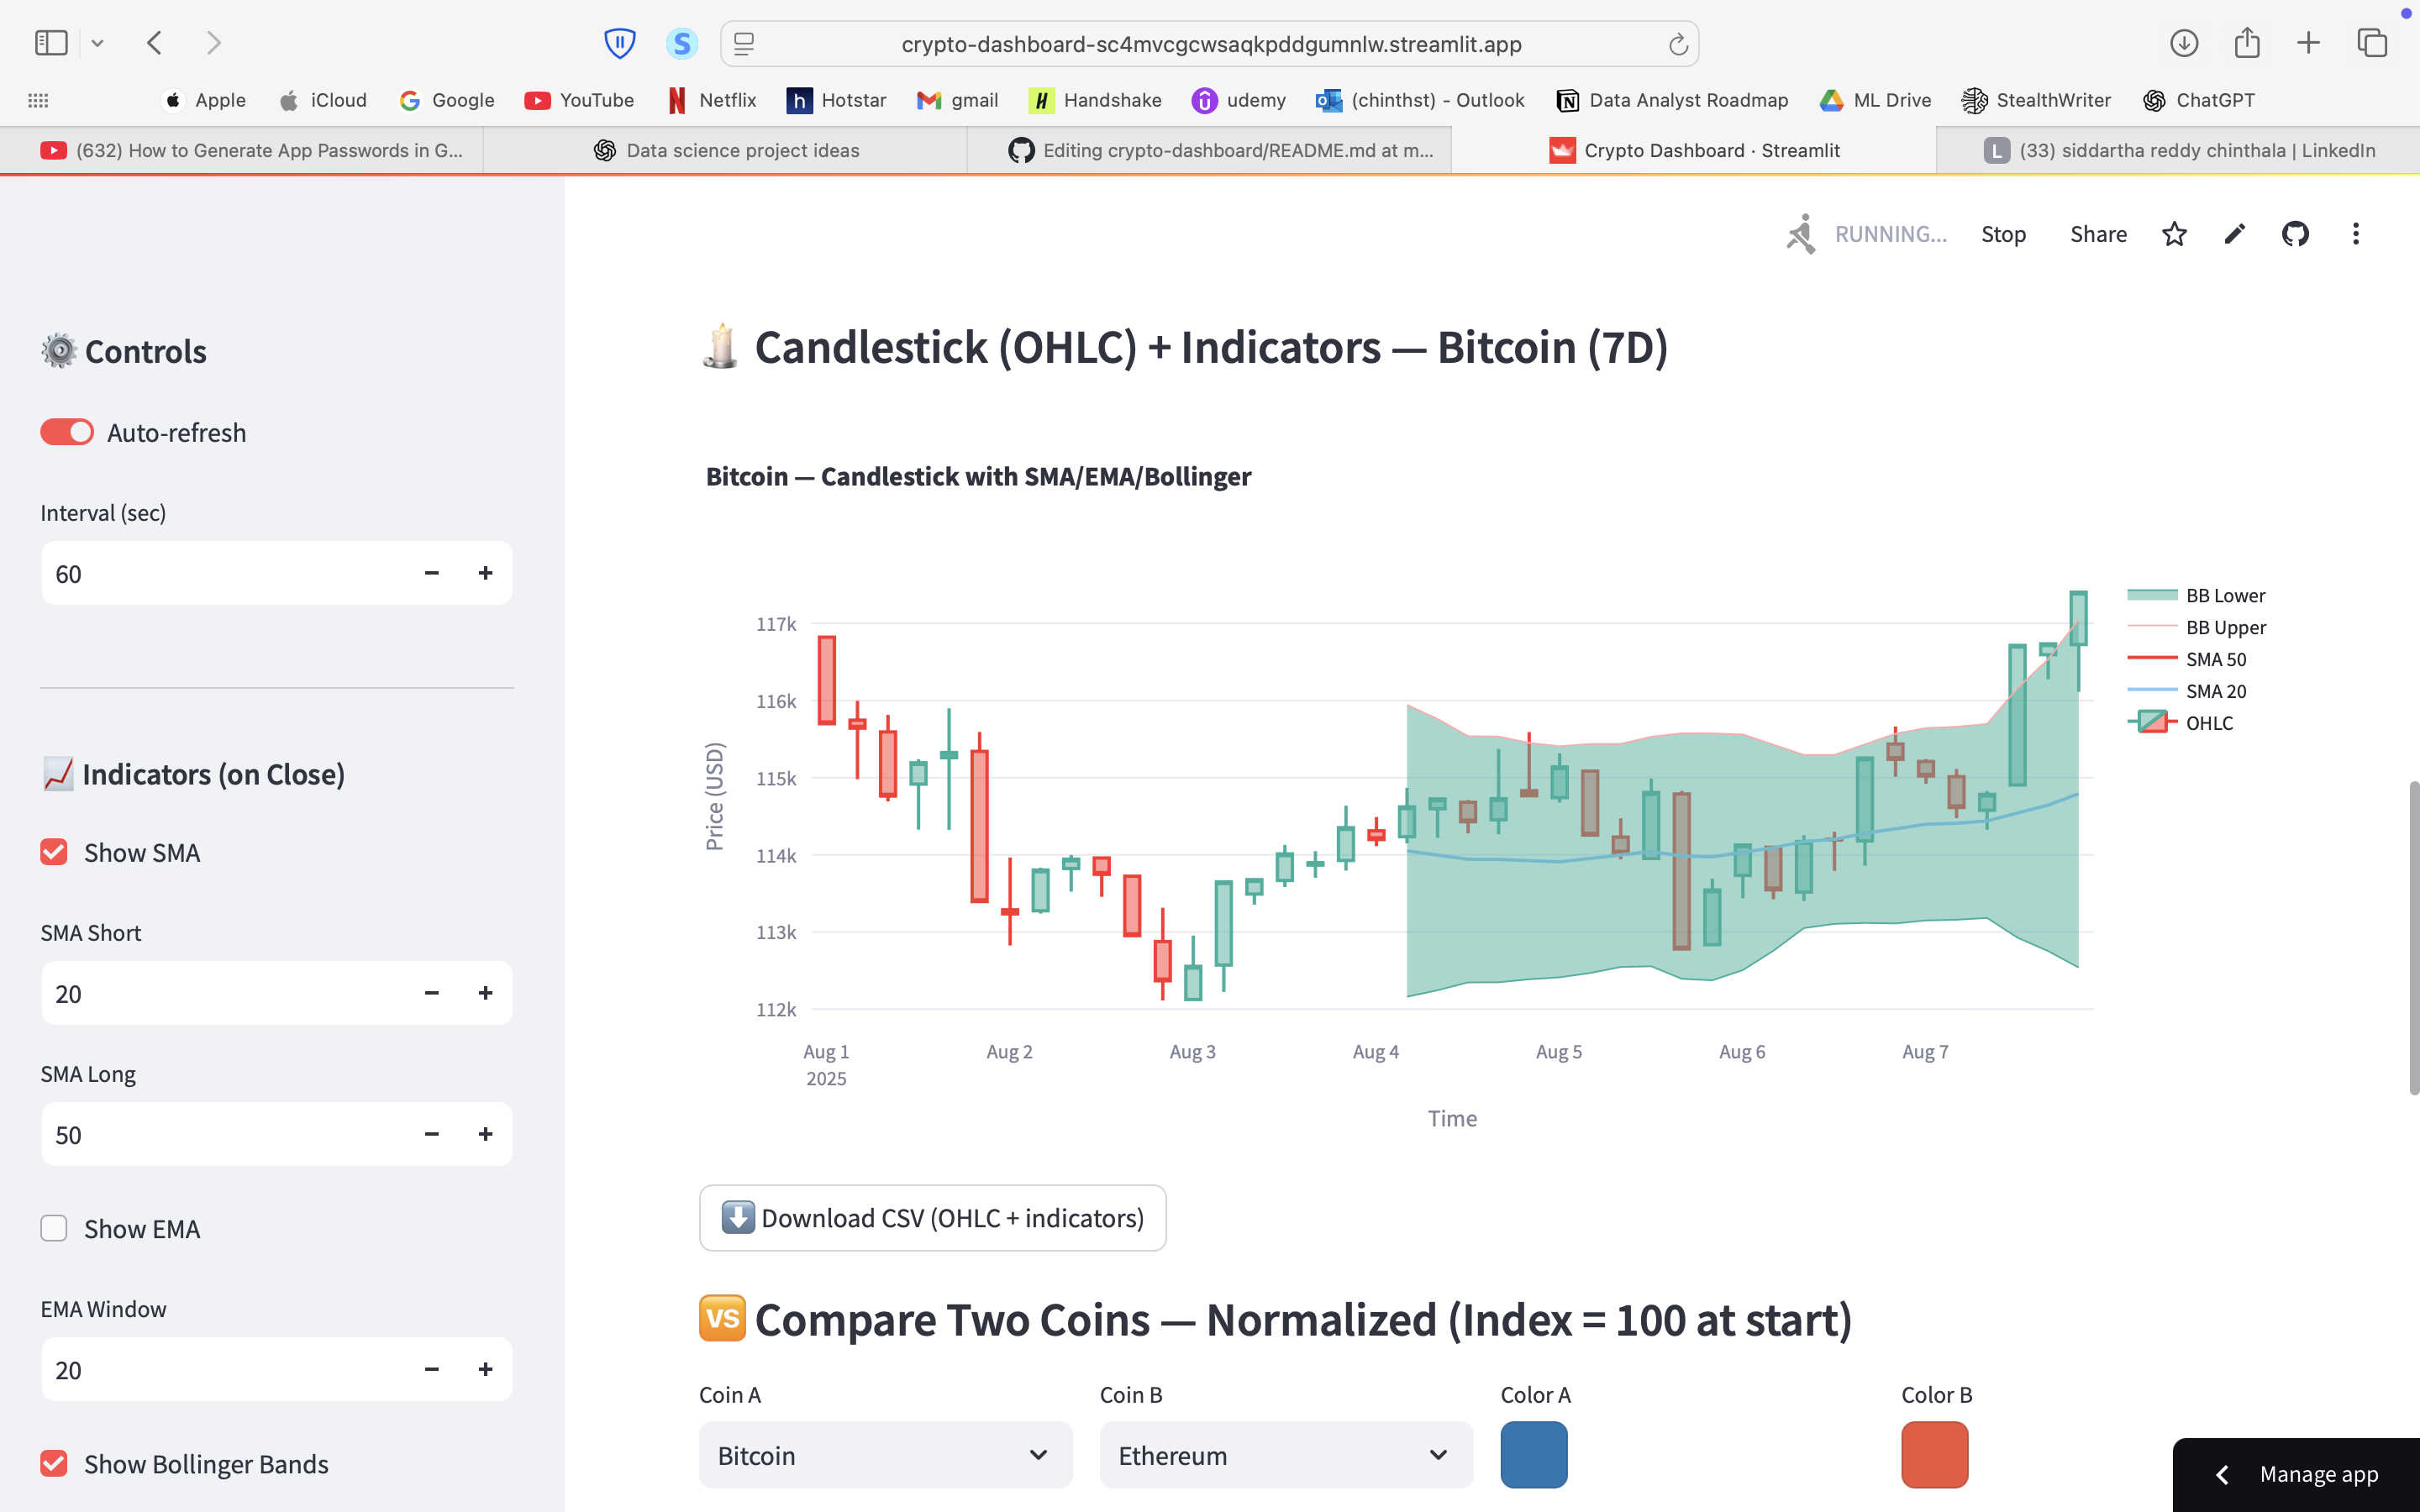 crypto-dashboard-sc4mvcgcwsaqkpddgumnlw.streamlit.app
Apple iCloud Google YouTube Netflix Hotstar gmail Handshake udemy (chinthst) - Outlook Data Analyst Roadmap ML Drive StealthWriter ChatGPT
(632) How to Generate App Passwords in G... Data science project ideas Editing crypto-dashboard/README.md at m... Crypto Dashboard · Streamlit L (33) siddartha reddy chinthala | LinkedIn
RUNNING... Stop Share
Controls
Auto-refresh
Interval (sec)
60
Indicators (on Close)
Show SMA
SMA Short
20
SMA Long
50
Show EMA
EMA Window
20
Show Bollinger Bands
Candlestick (OHLC) + Indicators — Bitcoin (7D)
Bitcoin — Candlestick with SMA/EMA/Bollinger
BB Lower
BB Upper
SMA 50
SMA 20
OHLC
Price (USD)
117k
116k
115k
114k
113k
112k
Aug 1 Aug 2 Aug 3 Aug 4 Aug 5 Aug 6 Aug 7
2025
Time
Download CSV (OHLC + indicators)
VS Compare Two Coins — Normalized (Index = 100 at start)
Coin A Coin B Color A Color B
Bitcoin Ethereum
Manage app